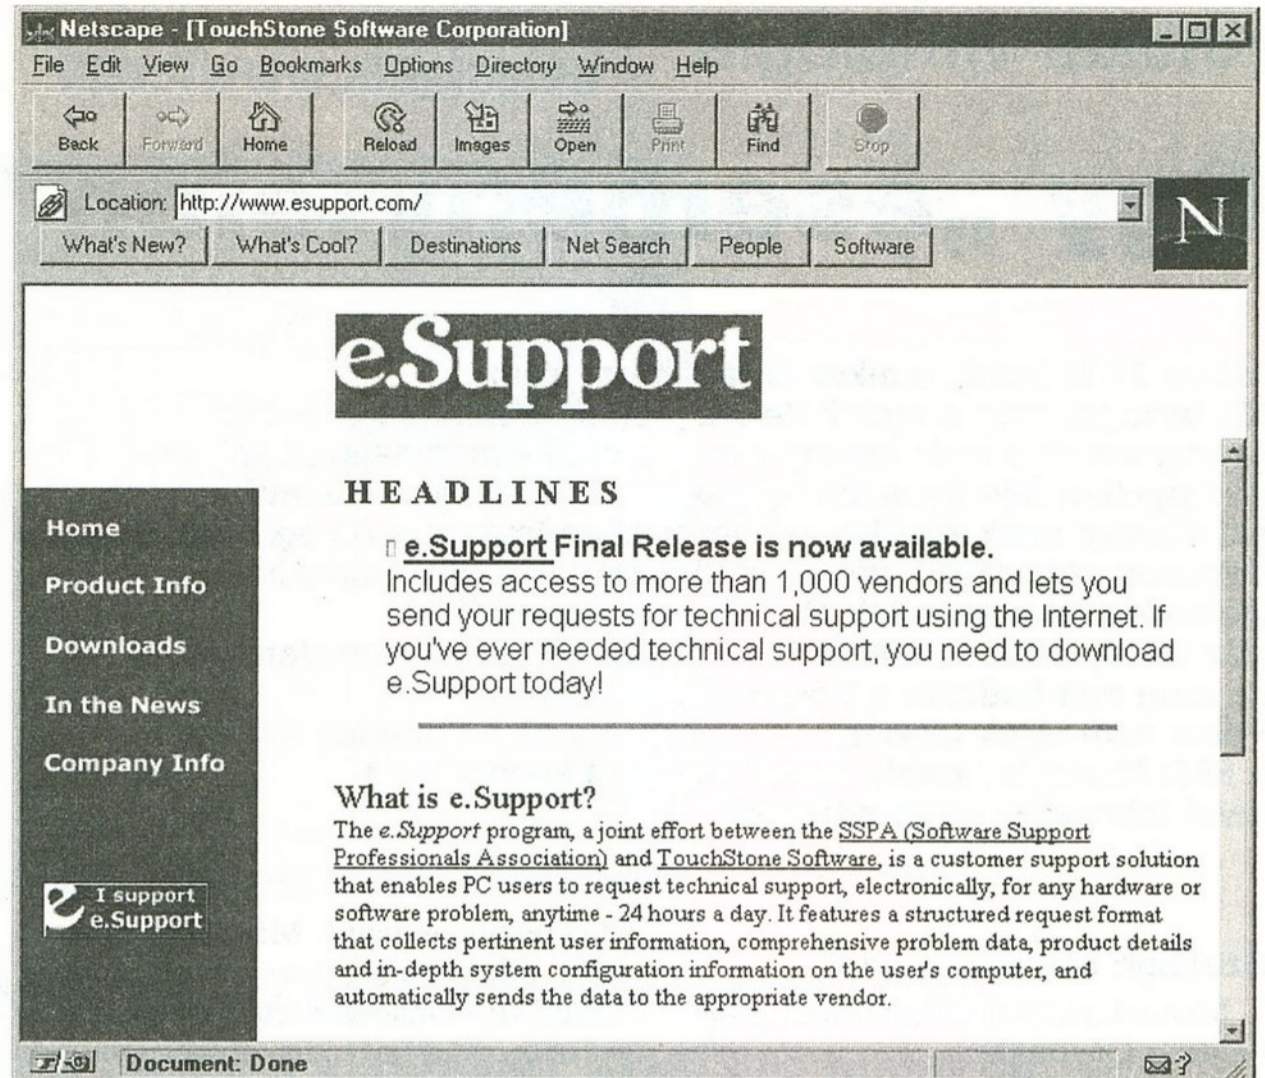 Netscape - [TouchStone Software Corporation]
File Edit View Go Bookmarks Options Directory Window Help
Back Forward Home Reload Images Open Print Find Stop
Location: http://www.esupport.com/
N
What's New? What's Cool? Destinations Net Search People Software
e.Support
HEADLINES
e.Support Final Release is now available.
Includes access to more than 1,000 vendors and lets you
send your requests for technical support using the Internet. If
you've ever needed technical support, you need to download
e.Support today!
Home
Product Info
Downloads
In the News
Company Info
e I support
e.Support
What is e.Support?
The e.Support program, a joint effort between the SSPA (Software Support
Professionals Association) and TouchStone Software, is a customer support solution
that enables PC users to request technical support, electronically, for any hardware or
software problem, anytime - 24 hours a day. It features a structured request format
that collects pertinent user information, comprehensive problem data, product details
and in-depth system configuration information on the user's computer, and
automatically sends the data to the appropriate vendor.
Document: Done
?